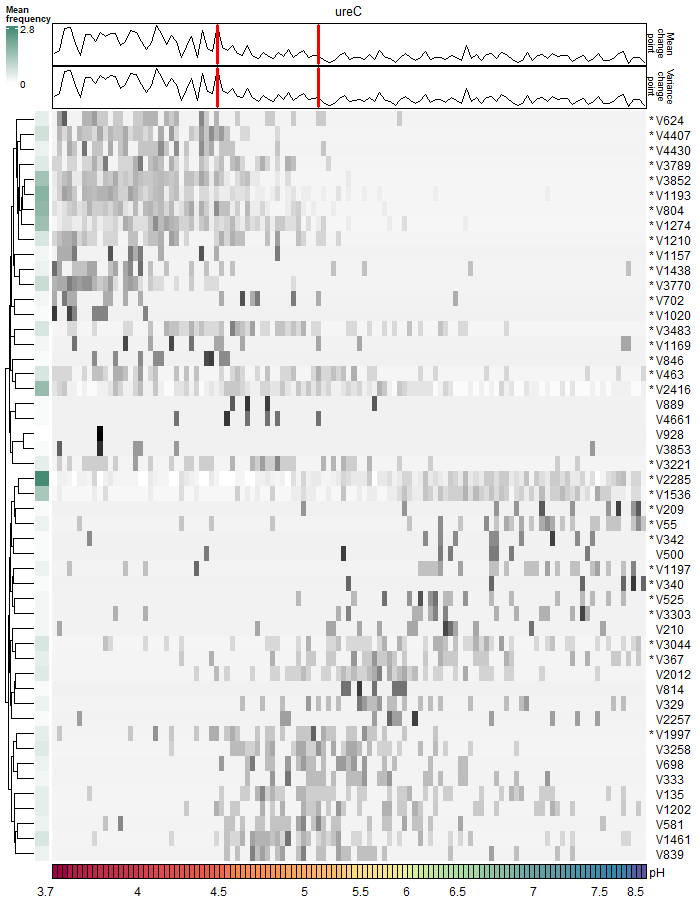 Mean
frequency
2.8
0
ureC
Mean
change
point
Variance
change
point
* V624
* V4407
* V4430
* V3789
* V3852
* V1193
* V804
* V1274
* V1210
* V1157
* V1438
* V3770
* V702
* V1020
* V3483
* V1169
V846
* V463
* V2416
V889
V4661
V928
V3853
* V3221
* V2285
* V1536
* V209
* V55
* V342
V500
* V1197
* V340
* V525
* V3303
V210
* V3044
* V367
V2012
V814
V329
V2257
* V1997
V3258
V698
V333
V135
V1202
V581
V1461
V839
pH
3.7 4 4.5 5 5.5 6 6.5 7 7.5 8.5